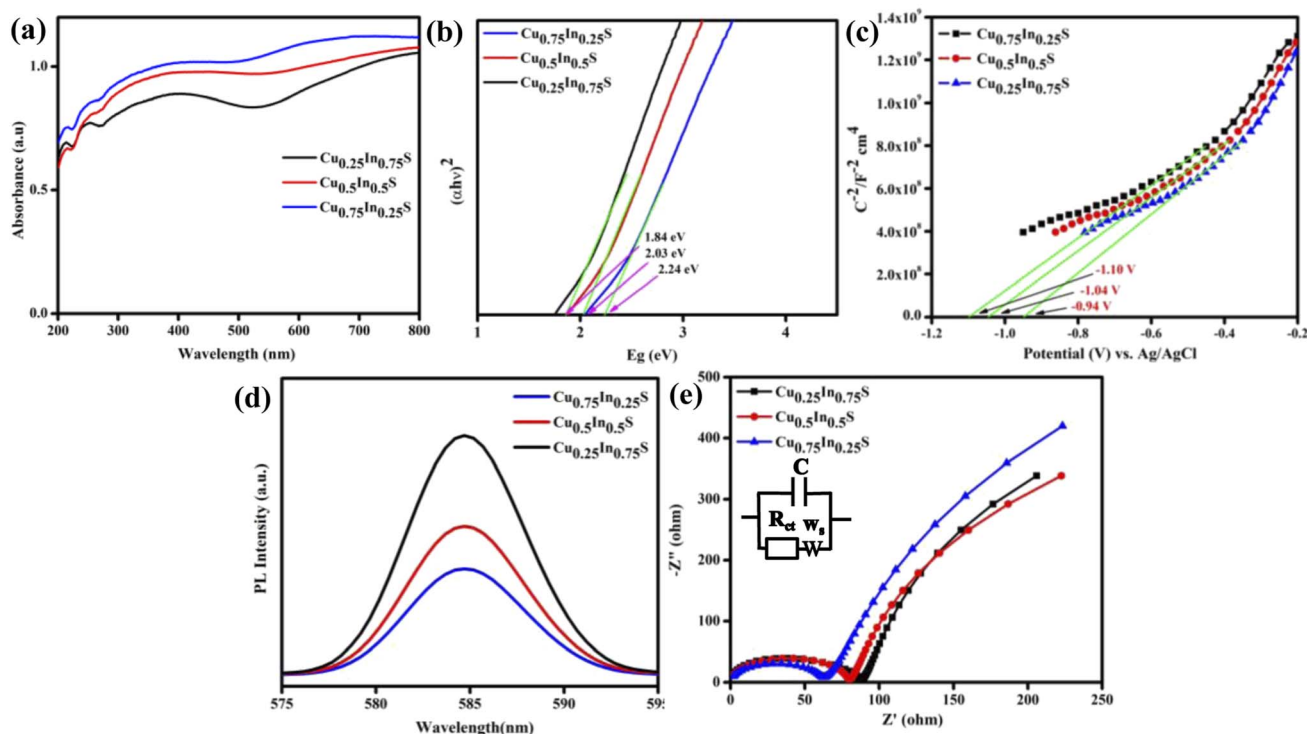 (a)
1.0
0.5
0.0
200 300 400 500 600 700 800
Absorbance (a.u)
Wavelength (nm)
Cu0.25In0.75S
Cu0.5In0.5S
Cu0.75In0.25S
(b)
Cu0.75In0.25S
Cu0.5In0.5S
Cu0.25In0.75S
(αhν)2
1.84 eV
2.03 eV
2.24 eV
1 2 3 4
Eg (eV)
(c)
Cu0.75In0.25S
Cu0.5In0.5S
Cu0.25In0.75S
C-2/F-2 cm4
1.4x109
1.2x109
1.0x109
8.0x108
6.0x108
4.0x108
2.0x108
0.0
-1.10 V
-1.04 V
-0.94 V
-1.2 -1.0 -0.8 -0.6 -0.4 -0.2
Potential (V) vs. Ag/AgCl
(d)
Cu0.75In0.25S
Cu0.5In0.5S
Cu0.25In0.75S
PL Intensity (a.u.)
575 580 585 590 595
Wavelength(nm)
(e)
Cu0.25In0.75S
Cu0.5In0.5S
Cu0.75In0.25S
C
Rct ws
W
-Z'' (ohm)
500
400
300
200
100
0
0 50 100 150 200 250
Z' (ohm)